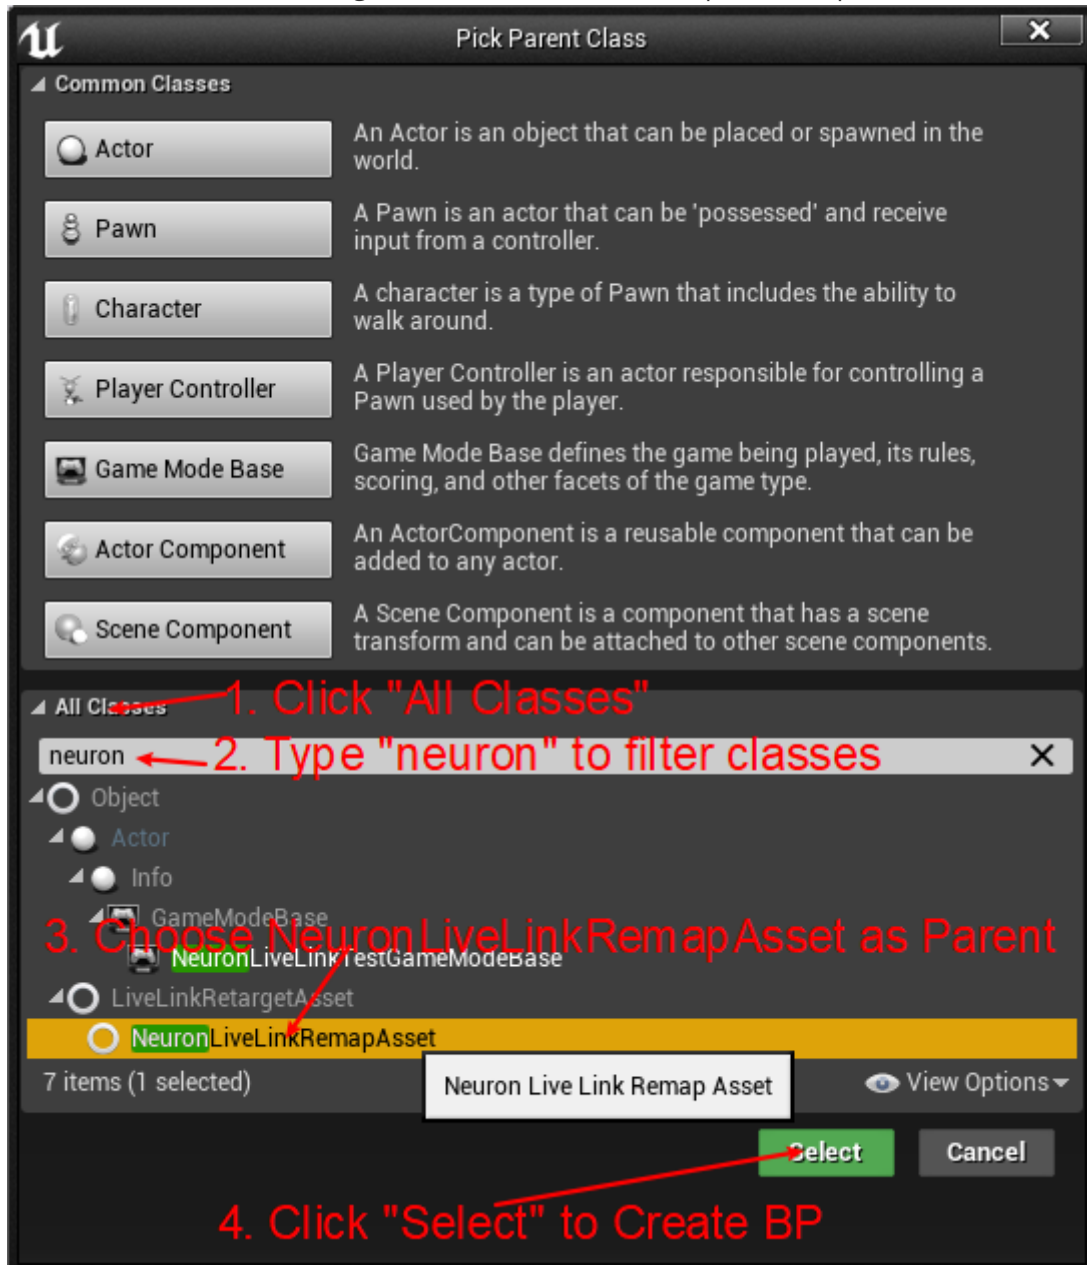 Pick Parent Class
Common Classes
Actor
An Actor is an object that can be placed or spawned in the
world.
Pawn
A Pawn is an actor that can be 'possessed' and receive
input from a controller.
Character
A character is a type of Pawn that includes the ability to
walk around.
Player Controller
A Player Controller is an actor responsible for controlling a
Pawn used by the player.
Game Mode Base
Game Mode Base defines the game being played, its rules,
scoring, and other facets of the game type.
Actor Component
An ActorComponent is a reusable component that can be
added to any actor.
Scene Component
A Scene Component is a component that has a scene
transform and can be attached to other scene components.
All Classes
1. Click "All Classes"
neuron
2. Type "neuron" to filter classes
Object
Actor
Info
GameModeBase
3. Choose NeuronLiveLinkRemapAsset as Parent
NeuronLiveLinkTestGameModeBase
LiveLinkRetargetAsset
NeuronLiveLinkRemapAsset
7 items (1 selected)
Neuron Live Link Remap Asset
View Options
Select
Cancel
4. Click "Select" to Create BP